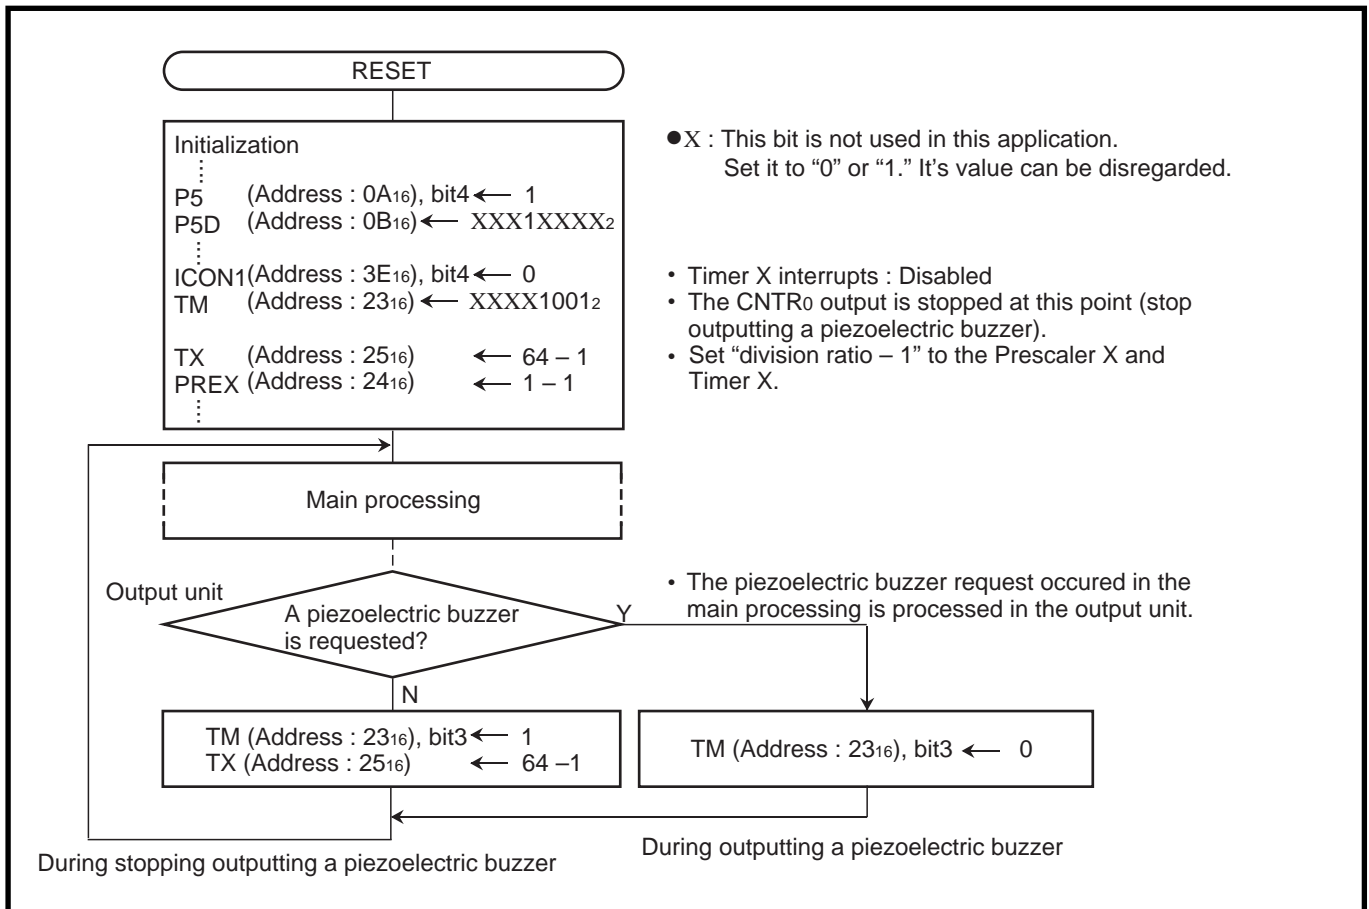 RESET
Initialization
P5 (Address : 0A16), bit4 ← 1
P5D (Address : 0B16) ← XXX1XXXX2
ICON1(Address : 3E16), bit4 ← 0
TM (Address : 2316) ← XXXX10012
TX (Address : 2516) ← 64 – 1
PREX (Address : 2416) ← 1 – 1
●X : This bit is not used in this application.
Set it to “0” or “1.” It’s value can be disregarded.
• Timer X interrupts : Disabled
• The CNTR0 output is stopped at this point (stop
outputting a piezoelectric buzzer).
• Set “division ratio – 1” to the Prescaler X and
Timer X.
Main processing
Output unit
A piezoelectric buzzer
is requested?
Y
N
• The piezoelectric buzzer request occured in the
main processing is processed in the output unit.
TM (Address : 2316), bit3 ← 1
TX (Address : 2516) ← 64 –1
TM (Address : 2316), bit3 ← 0
During stopping outputting a piezoelectric buzzer
During outputting a piezoelectric buzzer